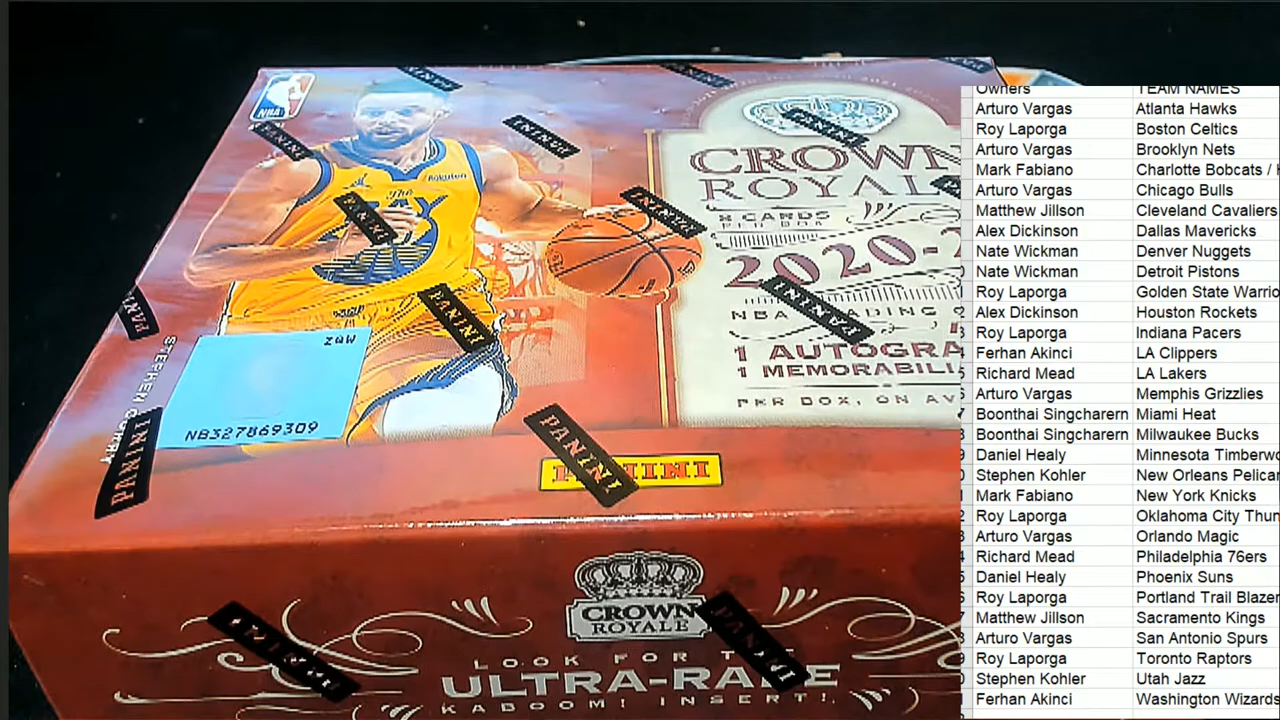 NBA
Rakuten
The
BAY
CROWN
ROYAL
8 CARDS
PER BOX
2020-2
1 AUTOGRA
1 MEMORABILI
PER BOX, ON AV
STEPHEN CURRY
ZQW
NB327869309
PANINI
PANINI
PANINI
PANINI
PANINI
PANINI
CROWN
ROYALE
LOOK FOR
ULTRA-RARE
KABOOM! INSERT!
Owners TEAM NAMES
Arturo Vargas Atlanta Hawks
Roy Laporga Boston Celtics
Arturo Vargas Brooklyn Nets
Mark Fabiano Charlotte Bobcats /
Arturo Vargas Chicago Bulls
Matthew Jillson Cleveland Cavaliers
Alex Dickinson Dallas Mavericks
Nate Wickman Denver Nuggets
Nate Wickman Detroit Pistons
Roy Laporga Golden State Warrio
Alex Dickinson Houston Rockets
Roy Laporga Indiana Pacers
Ferhan Akinci LA Clippers
Richard Mead LA Lakers
Arturo Vargas Memphis Grizzlies
Boonthai Singcharern Miami Heat
Boonthai Singcharern Milwaukee Bucks
Daniel Healy Minnesota Timberwo
Stephen Kohler New Orleans Pelican
Mark Fabiano New York Knicks
Roy Laporga Oklahoma City Thun
Arturo Vargas Orlando Magic
Richard Mead Philadelphia 76ers
Daniel Healy Phoenix Suns
Roy Laporga Portland Trail Blazer
Matthew Jillson Sacramento Kings
Arturo Vargas San Antonio Spurs
Roy Laporga Toronto Raptors
Stephen Kohler Utah Jazz
Ferhan Akinci Washington Wizards